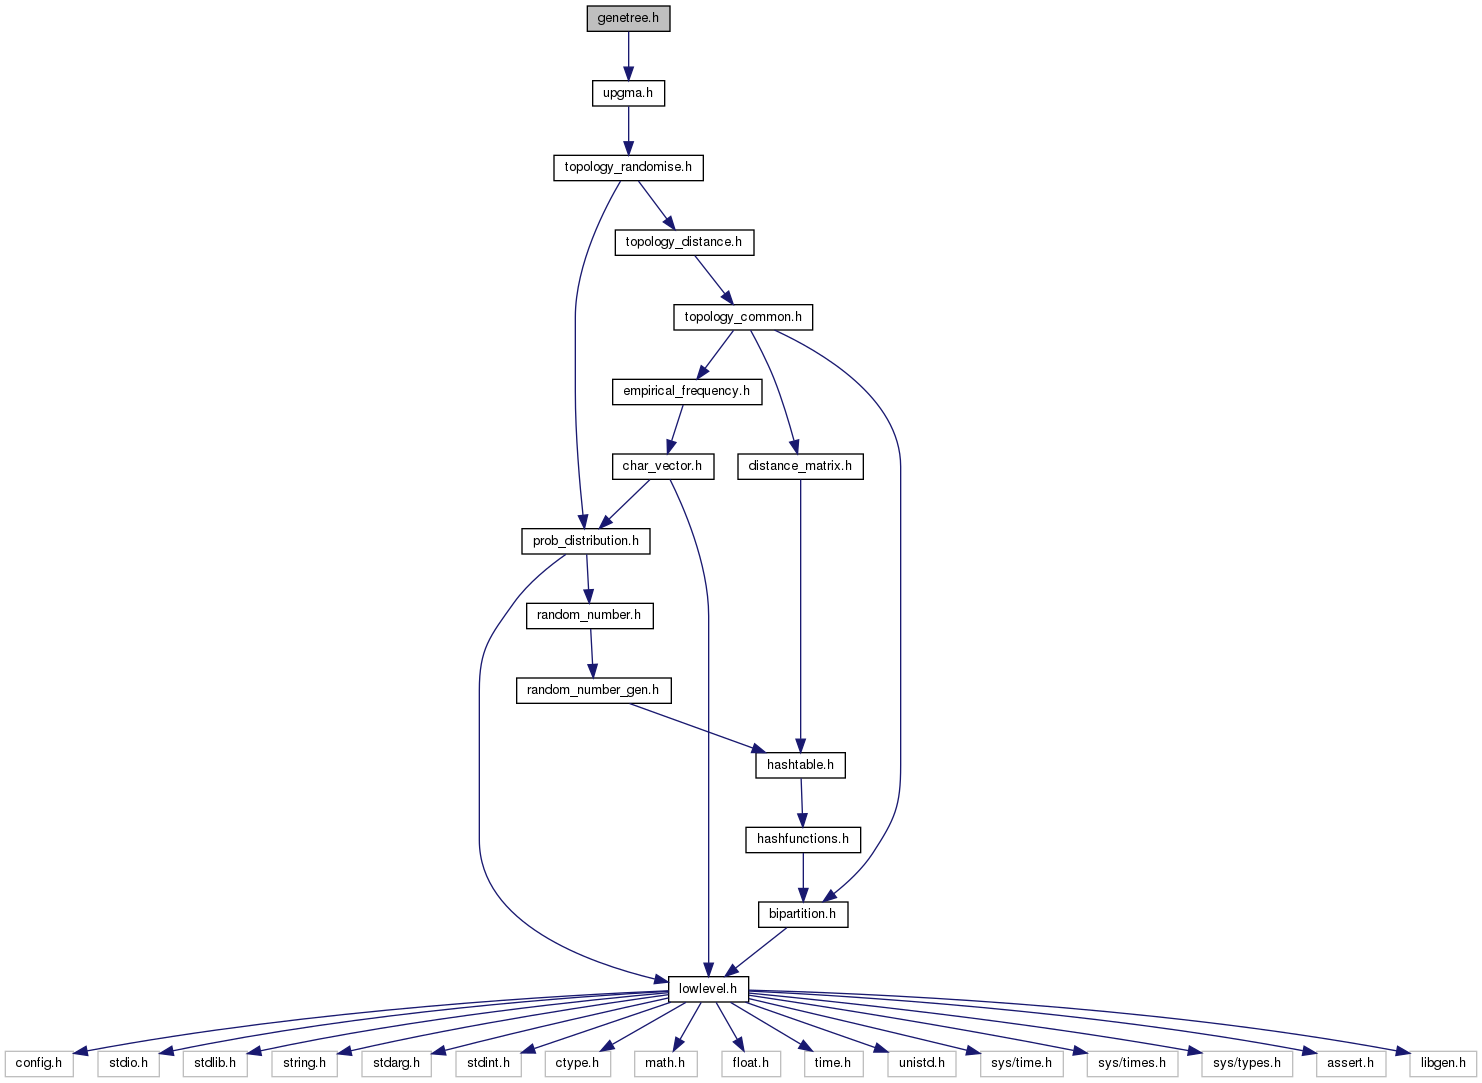 genetree.h
upgma.h
topology_randomise.h
topology_distance.h
topology_common.h
empirical_frequency.h
char_vector.h
distance_matrix.h
prob_distribution.h
random_number.h
random_number_gen.h
hashtable.h
hashfunctions.h
bipartition.h
lowlevel.h
config.h
stdio.h
stdlib.h
string.h
stdarg.h
stdint.h
ctype.h
math.h
float.h
time.h
unistd.h
sys/time.h
sys/times.h
sys/types.h
assert.h
libgen.h